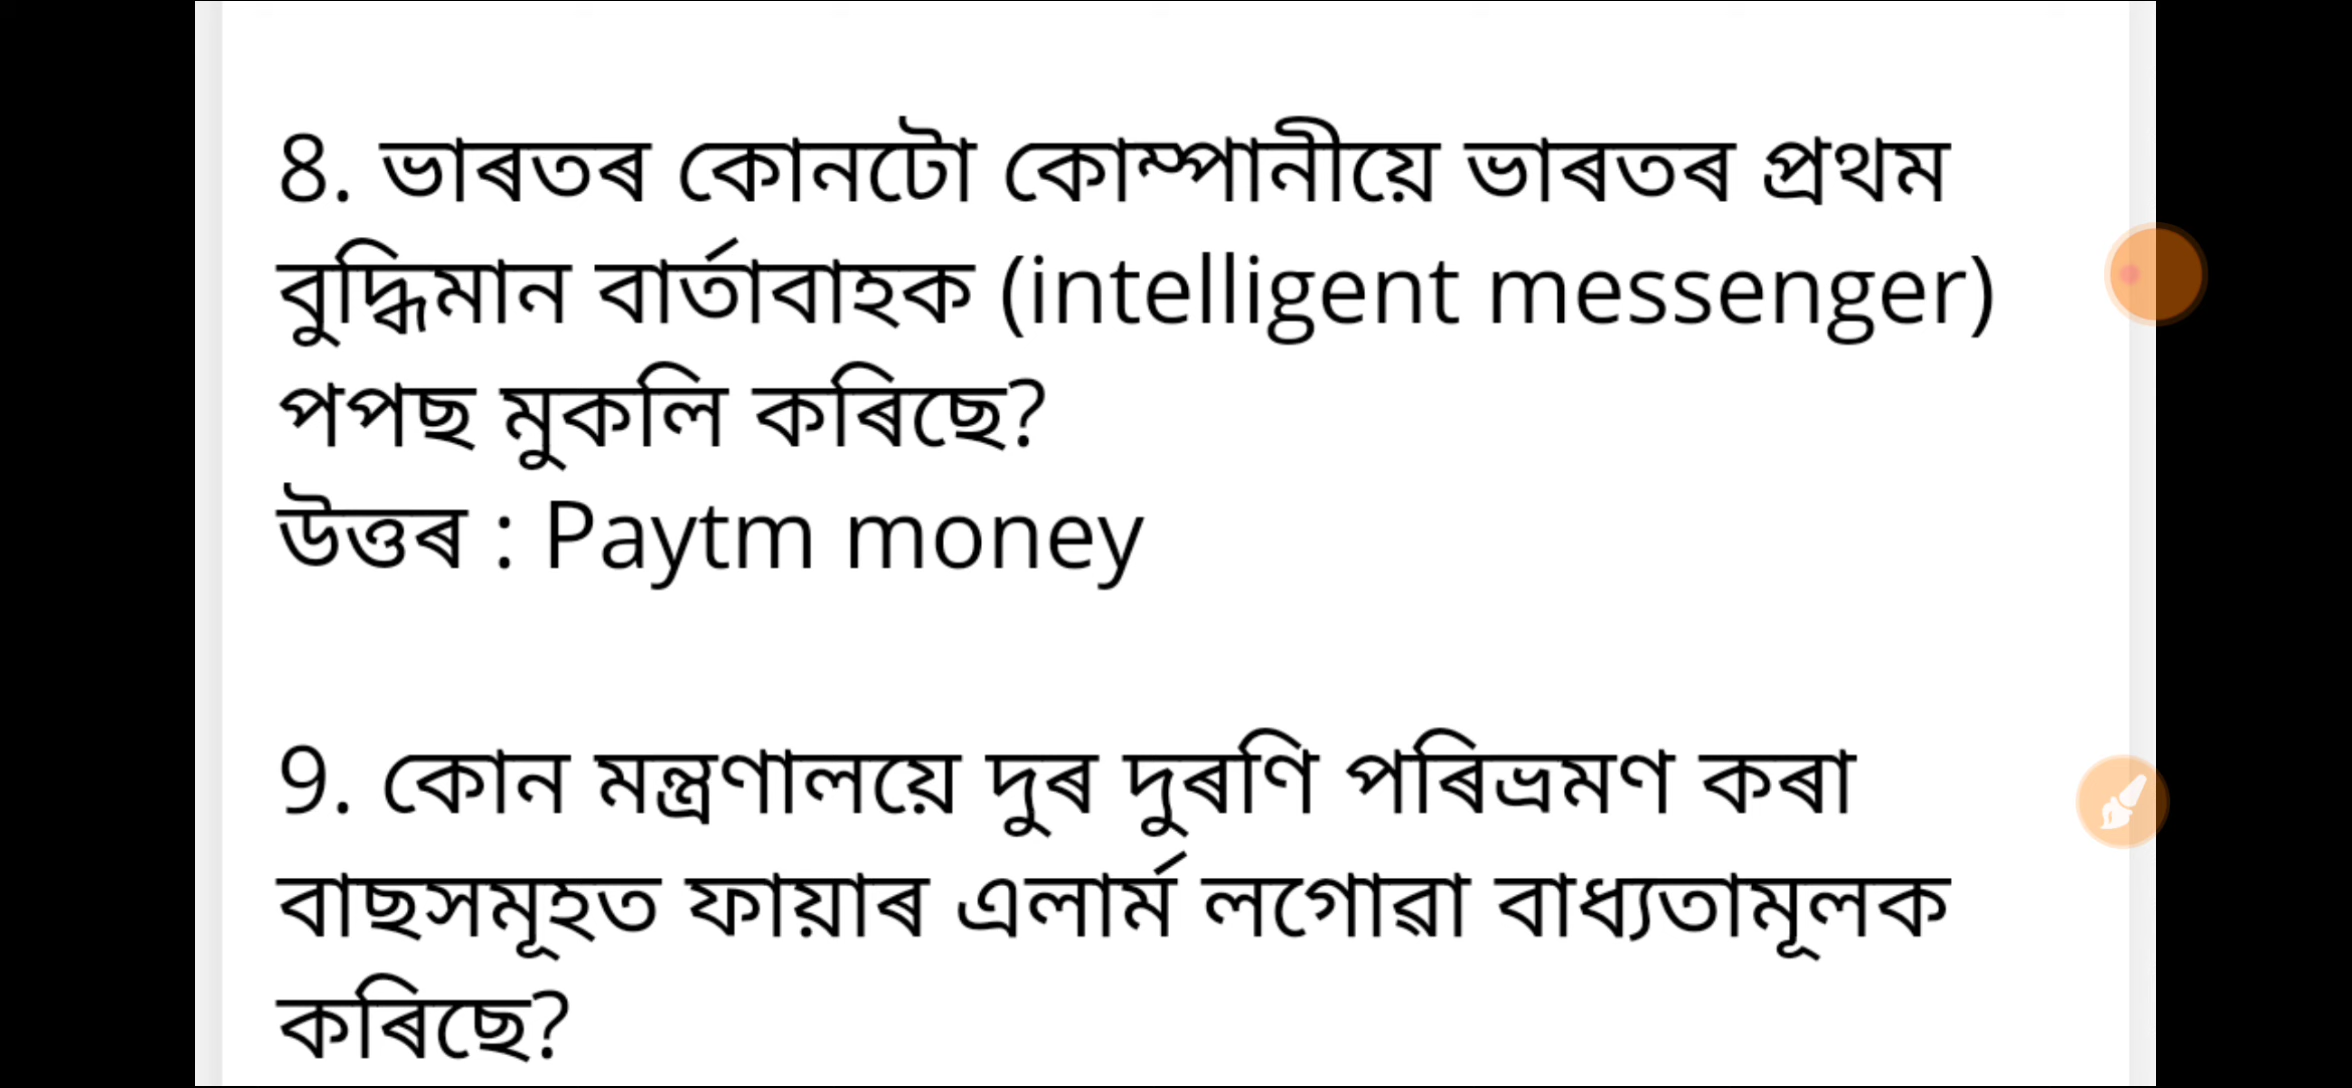 8. ভাৰতৰ কোনটো কোম্পানীয়ে ভাৰতৰ প্ৰথম
বুদ্ধিমান বাৰ্তাবাহক (intelligent messenger)
পপছ মুকলি কৰিছে?
উত্তৰ : Paytm money
9. কোন মন্ত্ৰণালয়ে দুৰ দুৰণি পৰিভ্ৰমণ কৰা
বাছসমূহত ফায়াৰ এলাৰ্ম লগোৱা বাধ্যতামূলক
কৰিছে?